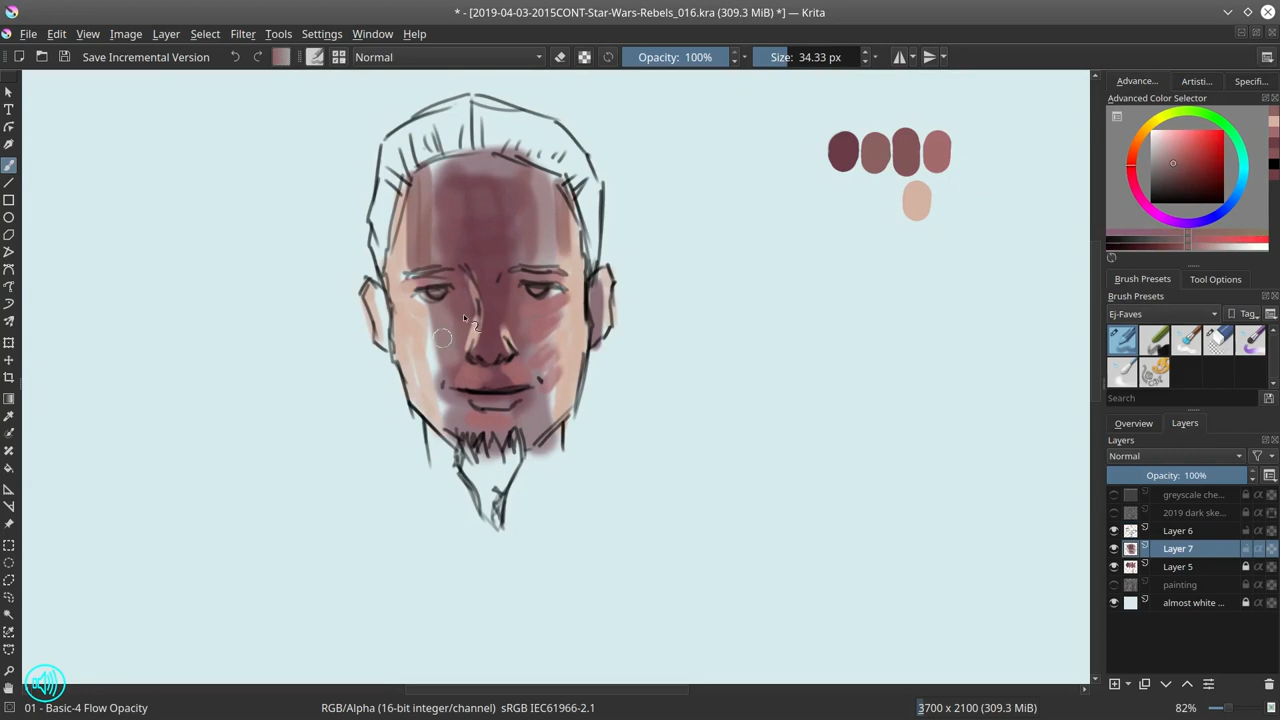 * - [2019-04-03-2015CONT-Star-Wars-Rebels_016.kra (309.3 MiB) *] — Krita
File Edit View Image Layer Select Filter Tools Settings Window Help
Save Incremental Version Normal Opacity: 100% Size: 34.33 px
Advance... Artisti... Specifi...
Advanced Color Selector
Brush Presets Tool Options
Brush Presets
Ej-Faves Tag
Search
Overview Layers
Layers
Normal
Opacity: 100%
greyscale che...
2019 dark ske...
Layer 6
Layer 7
Layer 5
painting
almost white ...
01 - Basic-4 Flow Opacity RGB/Alpha (16-bit integer/channel) sRGB IEC61966-2.1 3700 x 2100 (309.3 MiB) 82%